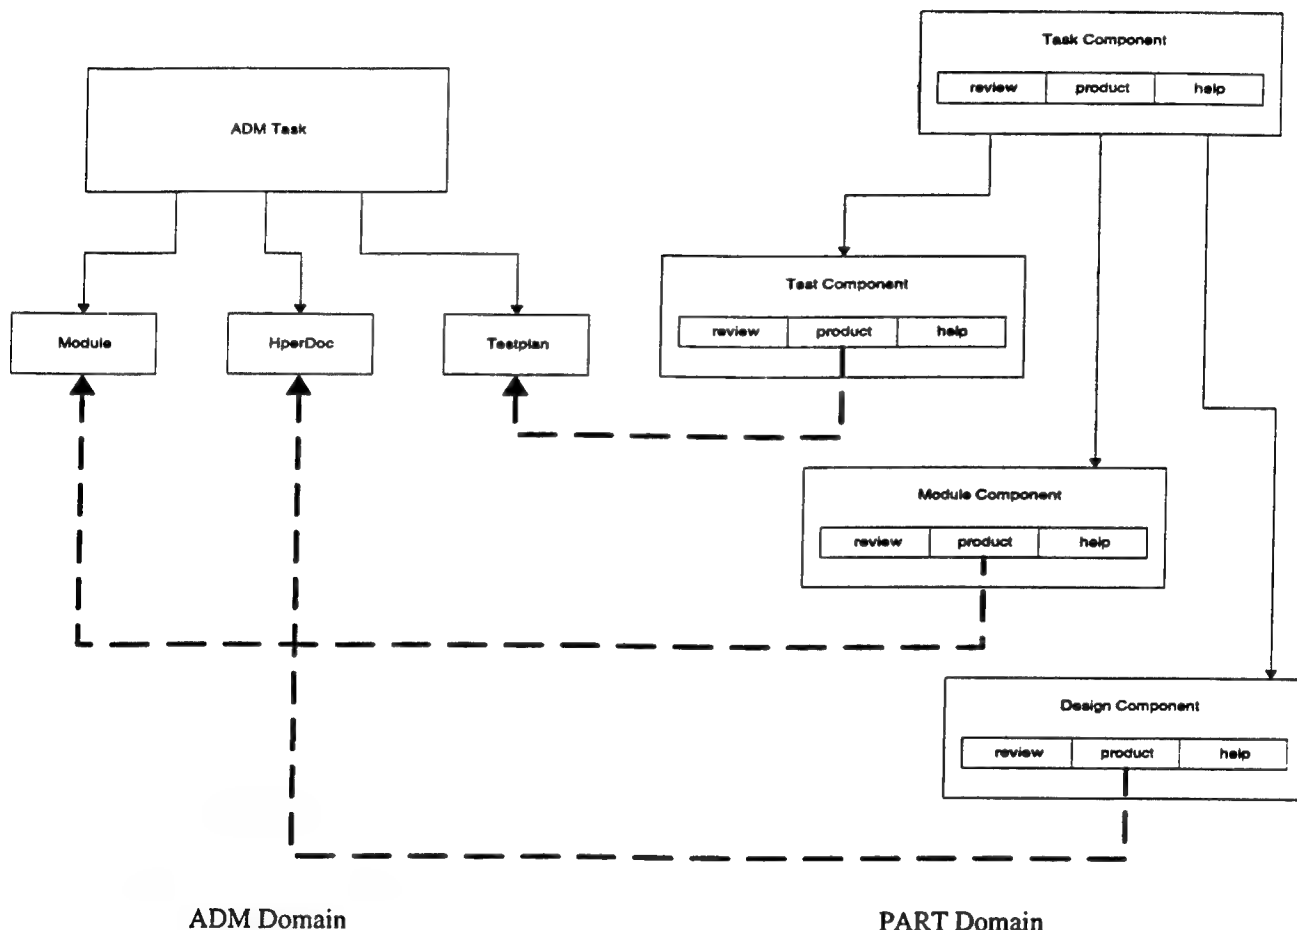 Task Component
review product help
ADM Task
Test Component
review product help
Module HperDoc Testplan
Module Component
review product help
Design Component
review product help
ADM Domain PART Domain